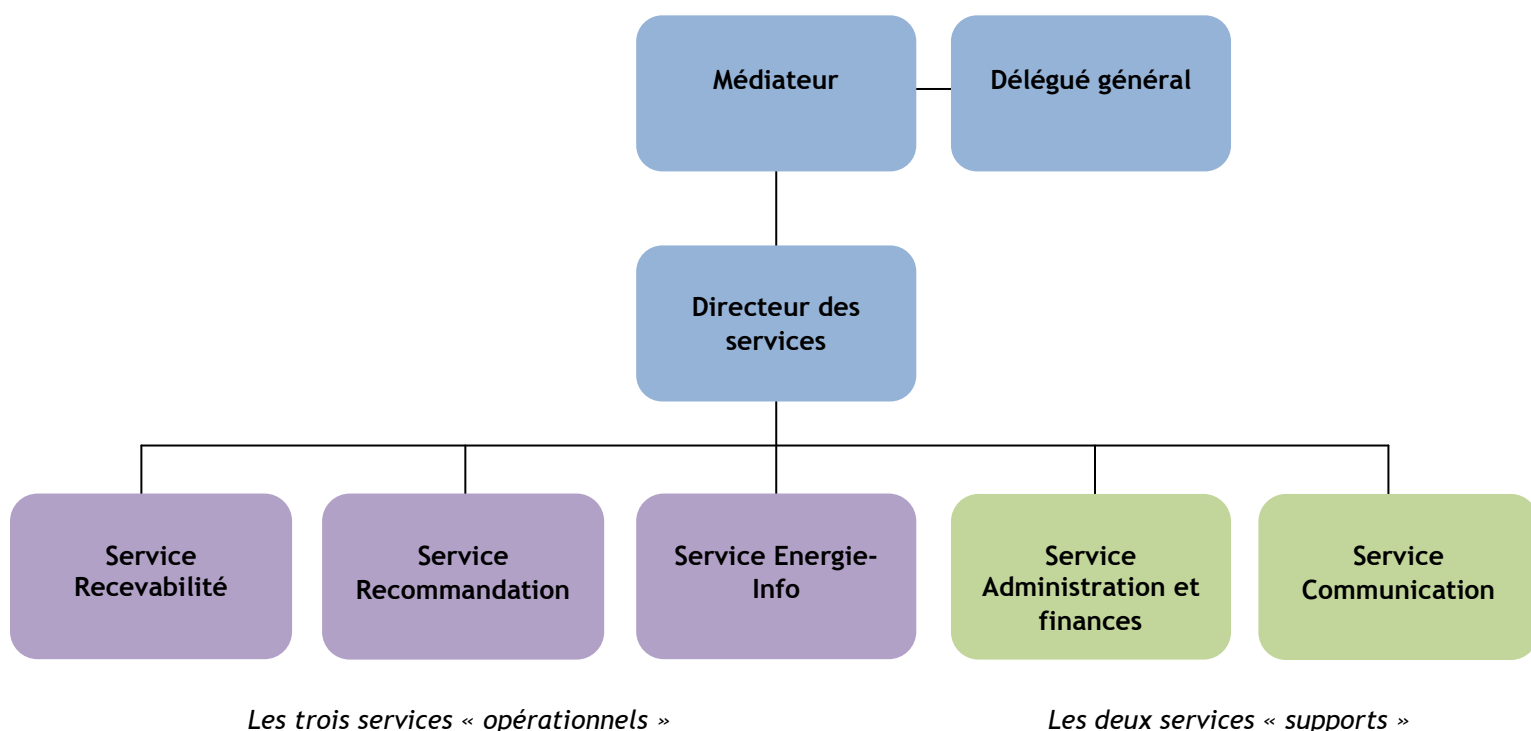 Médiateur
Délégué général
Directeur des
services
Service
Recevabilité
Service
Recommandation
Service Energie-
Info
Service
Administration et
finances
Service
Communication
Les trois services « opérationnels »
Les deux services « supports »